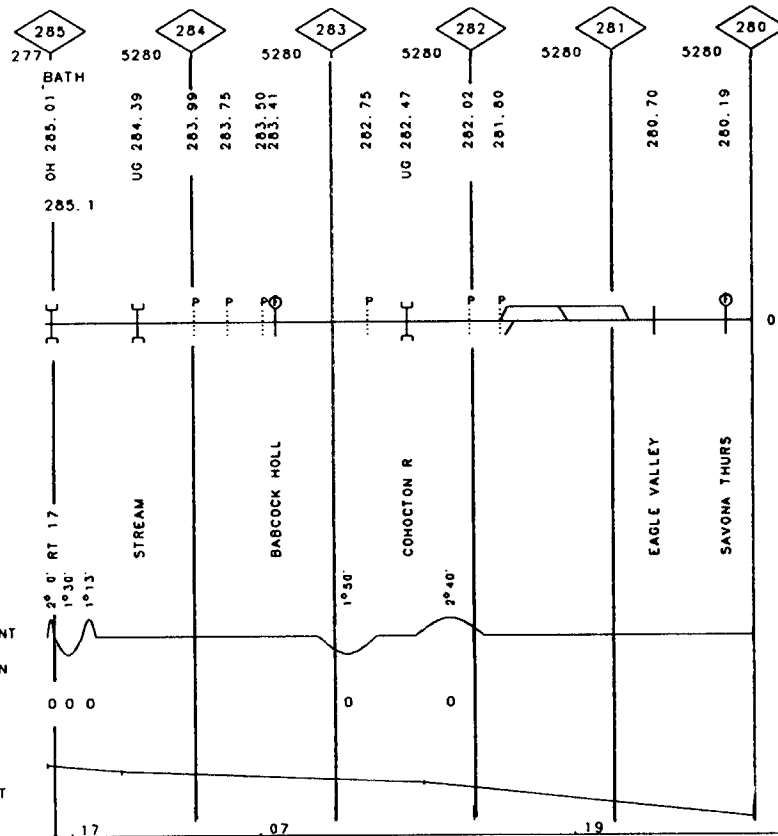 285 284 283 282 281 280
277 5280 5280 5280 5280 5280
BATH
OH 285.01
UG 284.39
283.99
283.75
283.50
283.41
282.75
UG 282.47
282.02
281.80
280.70
280.19
285.1
P P P P P P P P
0
RT 17
STREAM
BABCOCK HOLL
COHOCTON R
EAGLE VALLEY
SAVONA THURS
2° 0'
1°30'
1°13'
1°50'
2°40'
NT
N
0 0 0 0 0
T
.17 .07 .19